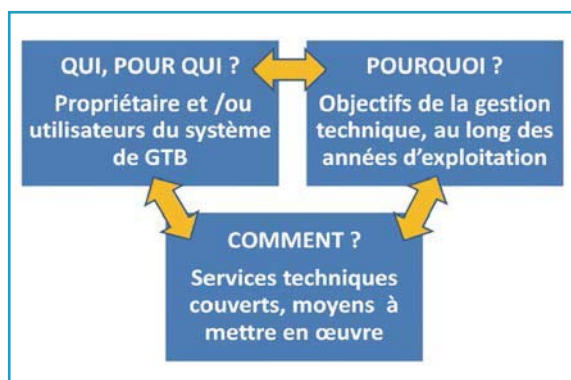 QUI, POUR QUI ?
Propriétaire et /ou
utilisateurs du système
de GTB
POURQUOI ?
Objectifs de la gestion
technique, au long des
années d’exploitation
COMMENT ?
Services techniques
couverts, moyens à
mettre en œuvre